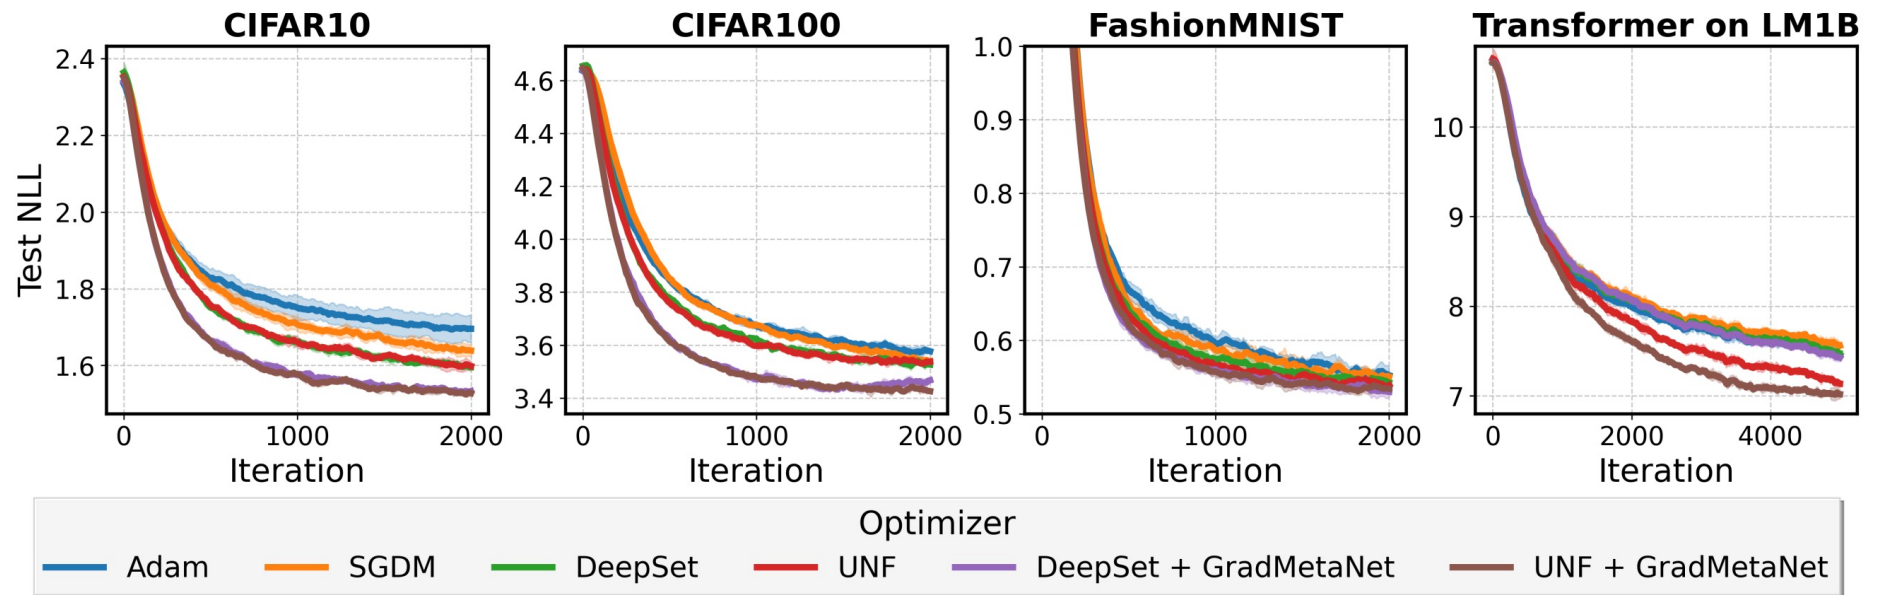 CIFAR10 CIFAR100 FashionMNIST Transformer on LM1B
Test NLL
2.4
2.2
2.0
1.8
1.6
0 1000 2000
Iteration
4.6
4.4
4.2
4.0
3.8
3.6
3.4
0 1000 2000
Iteration
1.0
0.9
0.8
0.7
0.6
0.5
0 1000 2000
Iteration
10
9
8
7
0 2000 4000
Iteration
Optimizer
Adam SGDM DeepSet UNF DeepSet + GradMetaNet UNF + GradMetaNet